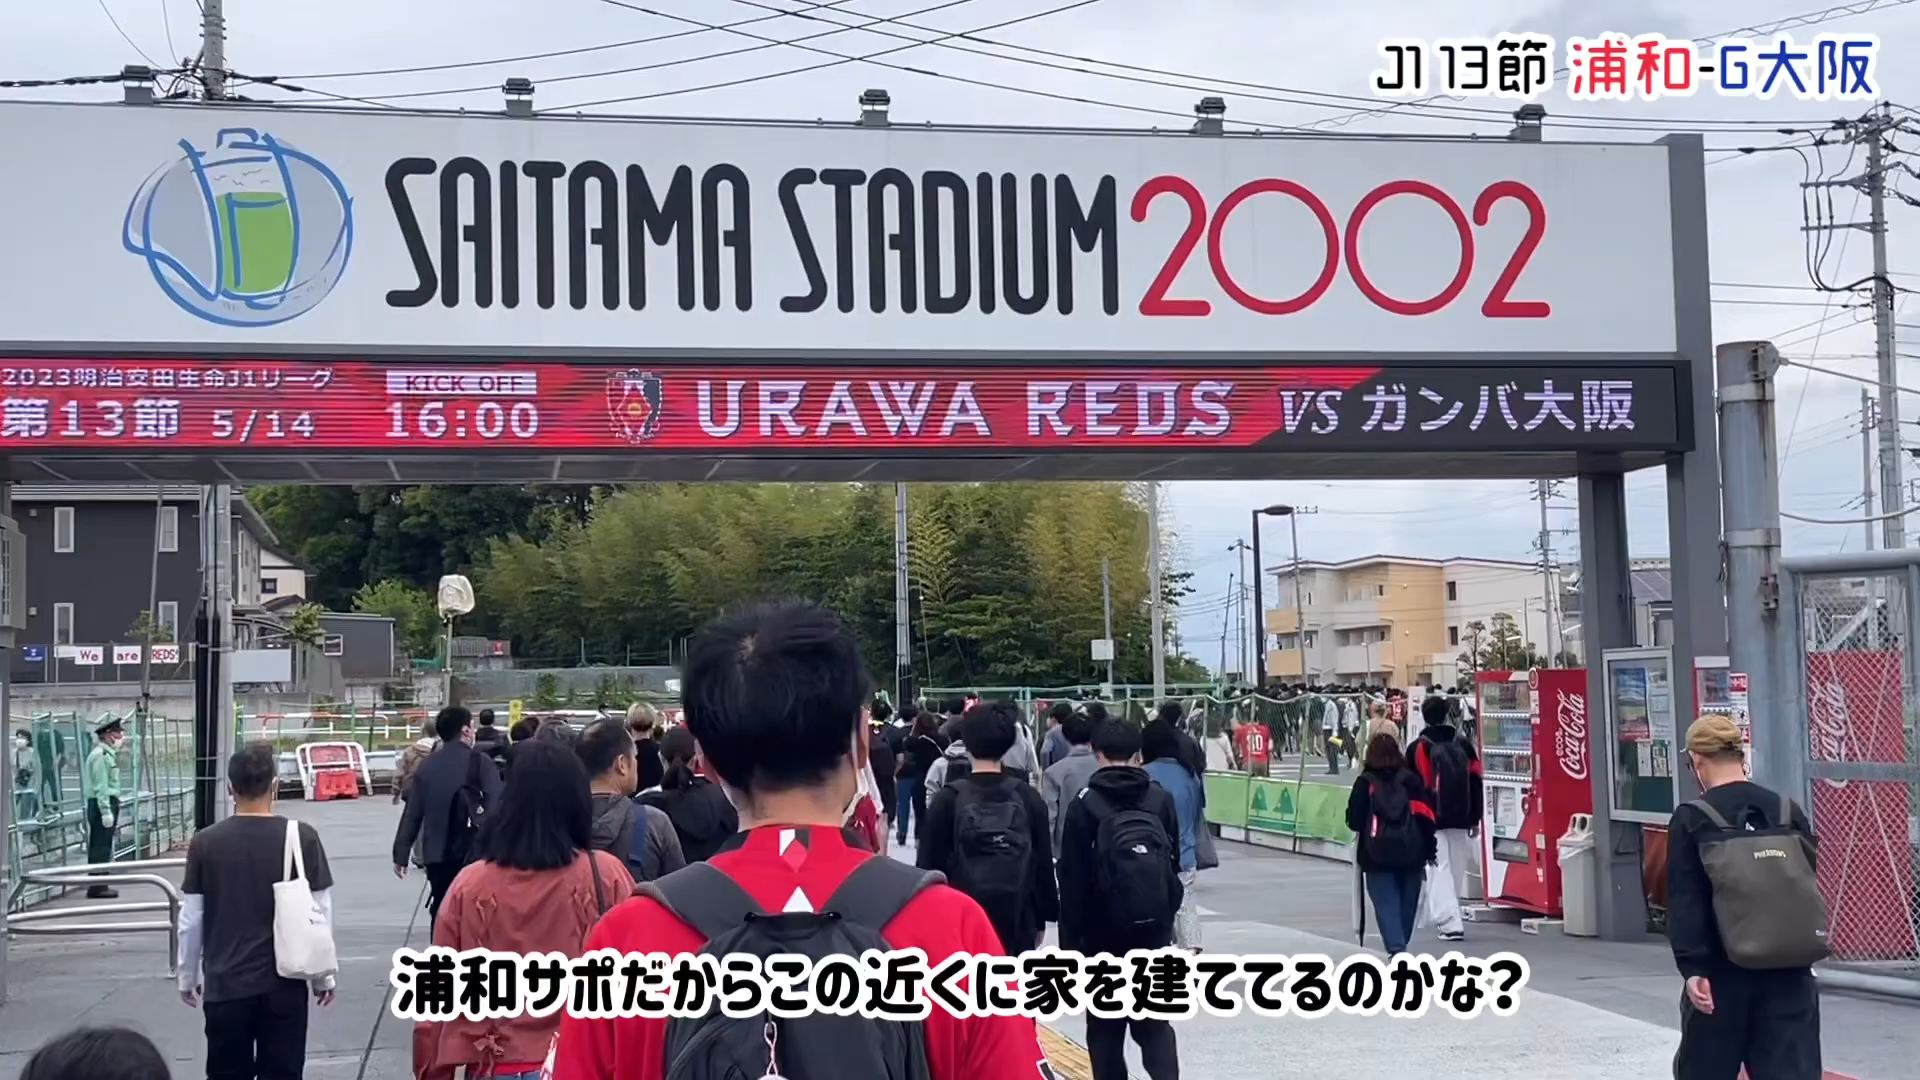 J1 13節 浦和-G大阪
SAITAMA STADIUM 2002
2023明治安田生命J1リーグ
第13節 5/14
KICK OFF
16:00
URAWA REDS VS ガンバ大阪
We are REDS!
Coca-Cola
Coca-Cola
浦和サポだからこの近くに家を建ててるのかな?